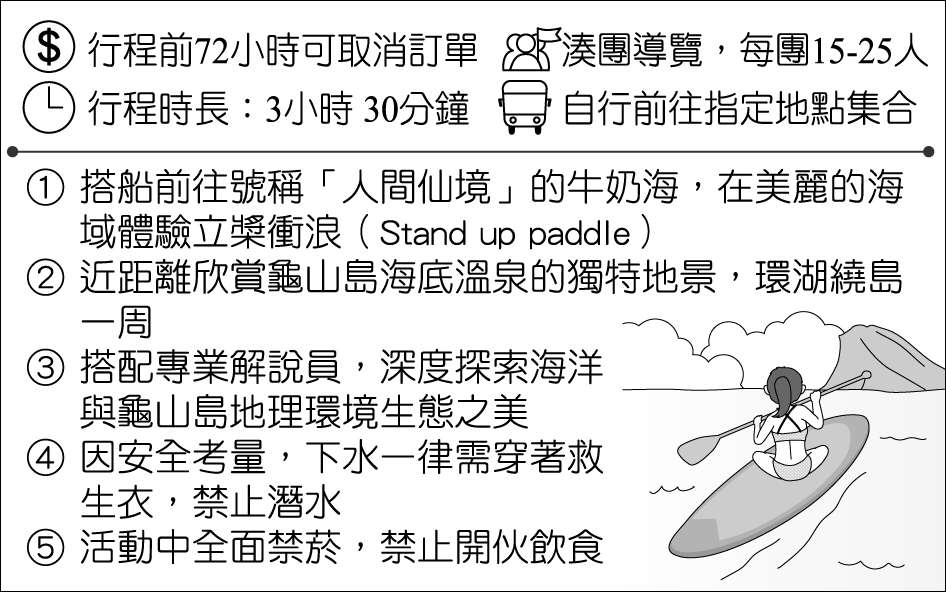 $ 行程前72小時可取消訂單
湊團導覽，每團15-25人
行程時長：3小時 30分鐘
自行前往指定地點集合
① 搭船前往號稱「人間仙境」的牛奶海，在美麗的海
域體驗立槳衝浪（Stand up paddle）
② 近距離欣賞龜山島海底溫泉的獨特地景，環湖繞島
一周
③ 搭配專業解說員，深度探索海洋
與龜山島地理環境生態之美
④ 因安全考量，下水一律需穿著救
生衣，禁止潛水
⑤ 活動中全面禁菸，禁止開伙飲食